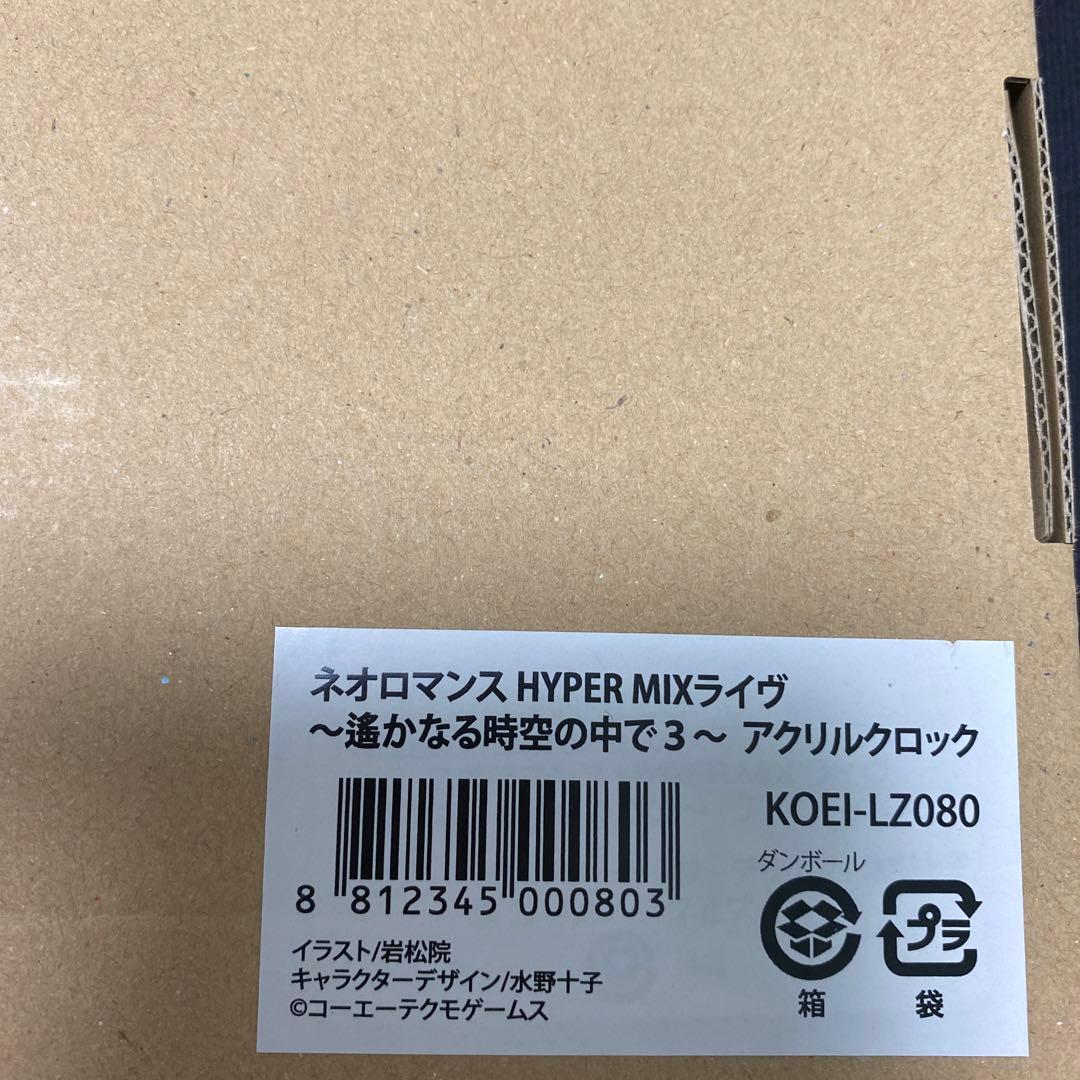 ネオロマンス HYPER MIXライヴ
～遙かなる時空の中で3～ アクリルクロック
KOEI-LZ080
ダンボール
8 812345 000803
イラスト/岩松院
キャラクターデザイン/水野十子
©コーエーテクモゲームス
プラ
箱
袋